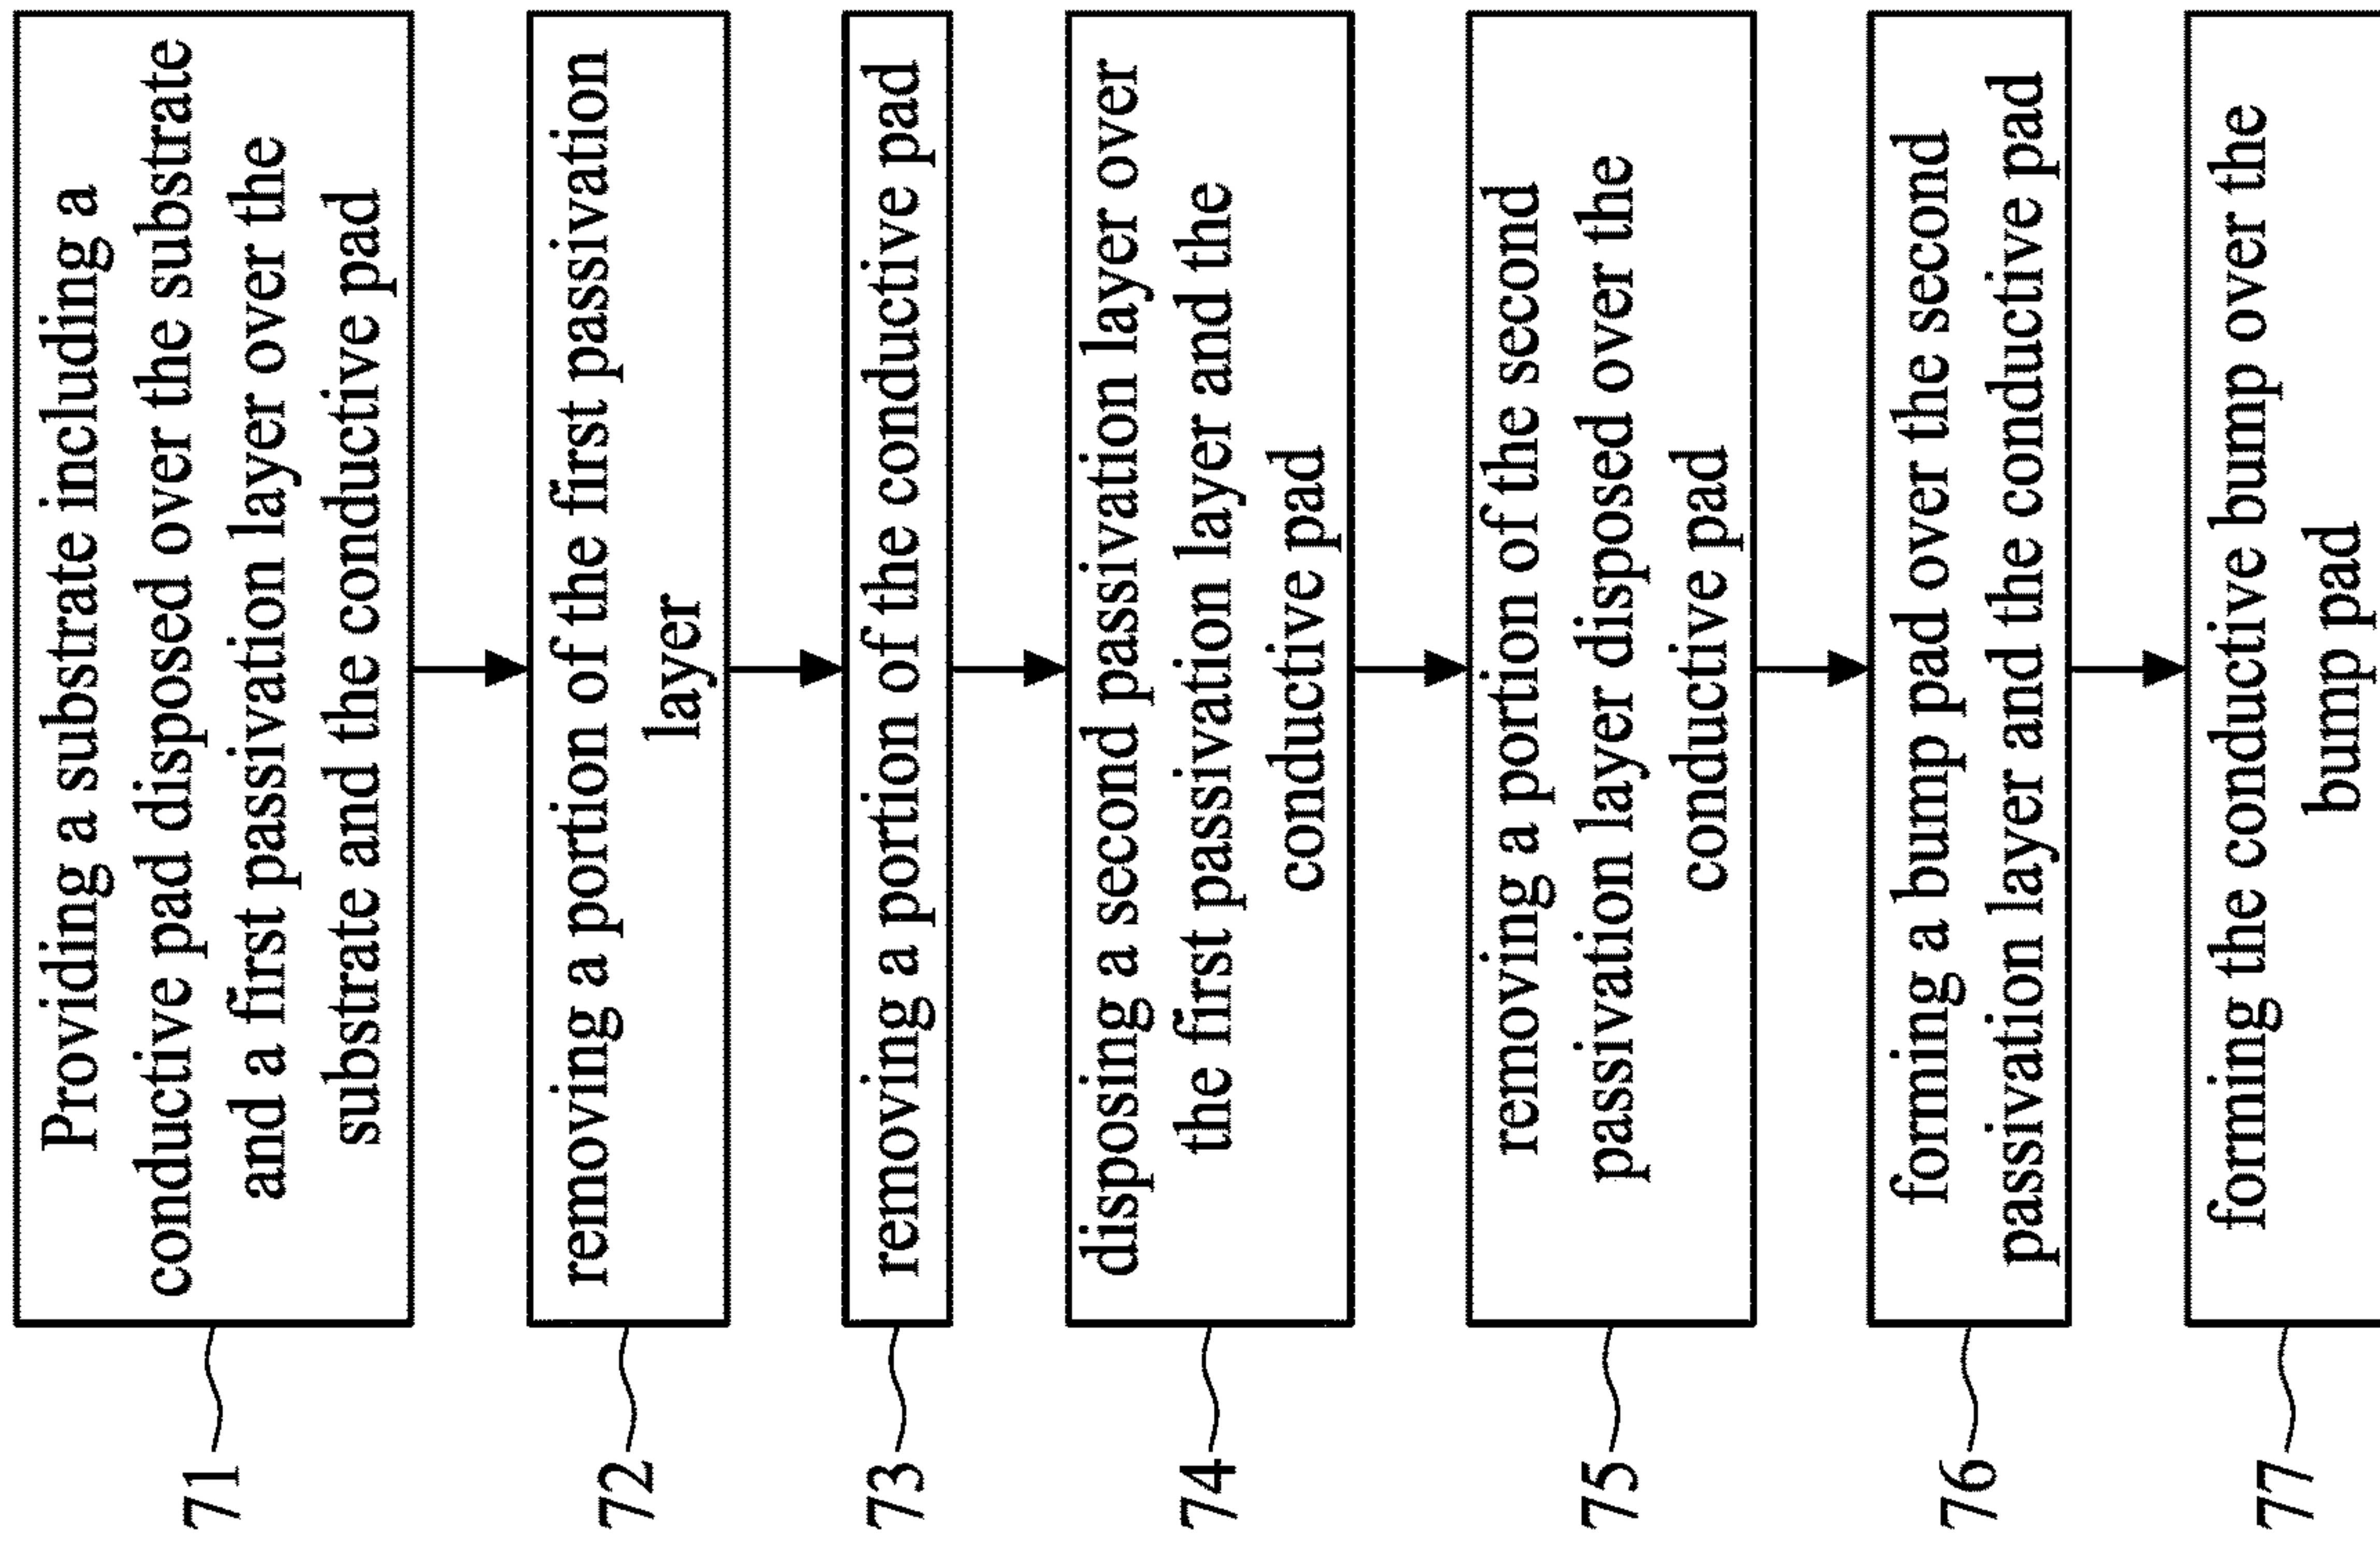 71
Providing a substrate including a
conductive pad disposed over the substrate
and a first passivation layer over the
substrate and the conductive pad
72
removing a portion of the first passivation
layer
73
removing a portion of the conductive pad
74
disposing a second passivation layer over
the first passivation layer and the
conductive pad
75
removing a portion of the second
passivation layer disposed over the
conductive pad
76
forming a bump pad over the second
passivation layer and the conductive pad
77
forming the conductive bump over the
bump pad